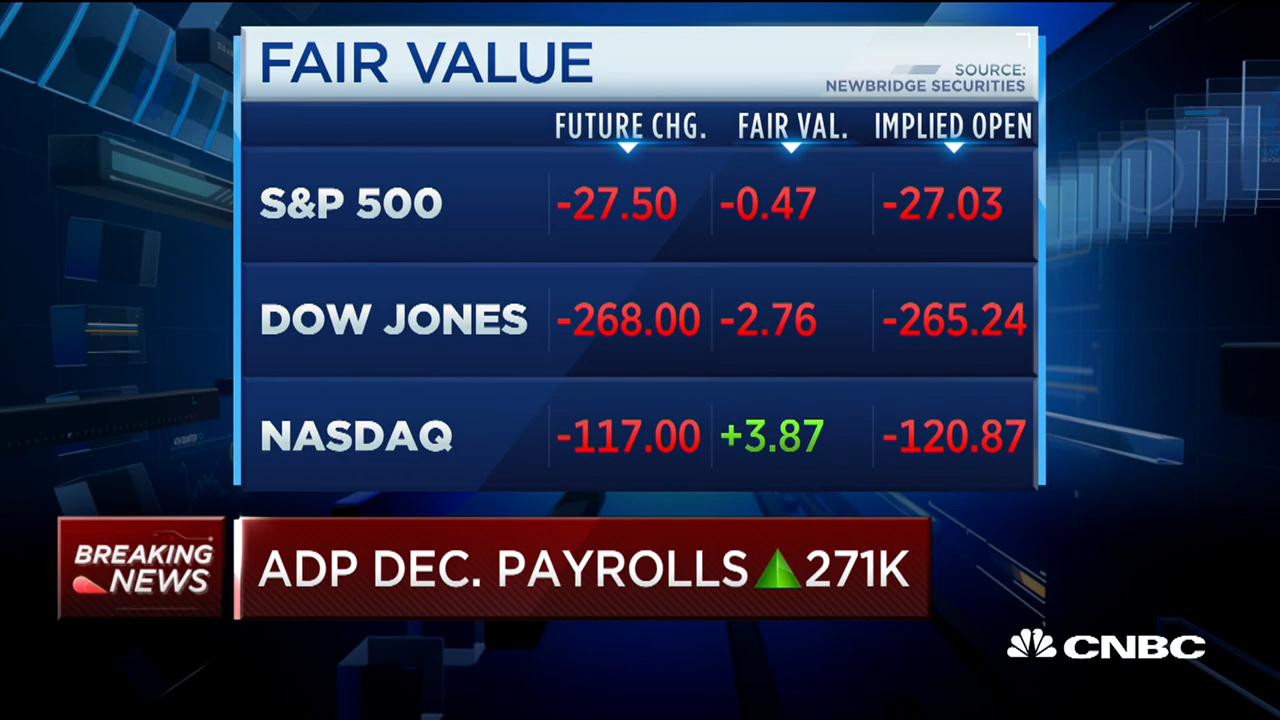 FAIR VALUE
SOURCE:
NEWBRIDGE SECURITIES
FUTURE CHG. FAIR VAL. IMPLIED OPEN
S&P 500 -27.50 -0.47 -27.03
DOW JONES -268.00 -2.76 -265.24
NASDAQ -117.00 +3.87 -120.87
BREAKING
NEWS
ADP DEC. PAYROLLS ▲271K
CNBC